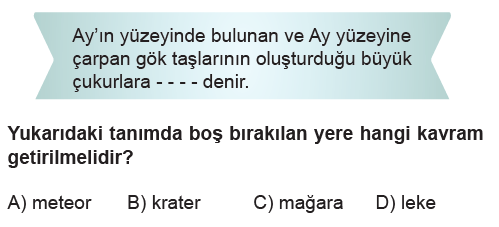 Ay'ın yüzeyinde bulunan ve Ay yüzeyine
çarpan gök taşlarının oluşturduğu büyük
çukurlara - - - - denir.
Yukarıdaki tanımda boş bırakılan yere hangi kavram
getirilmelidir?
A) meteor B) krater C) mağara D) leke